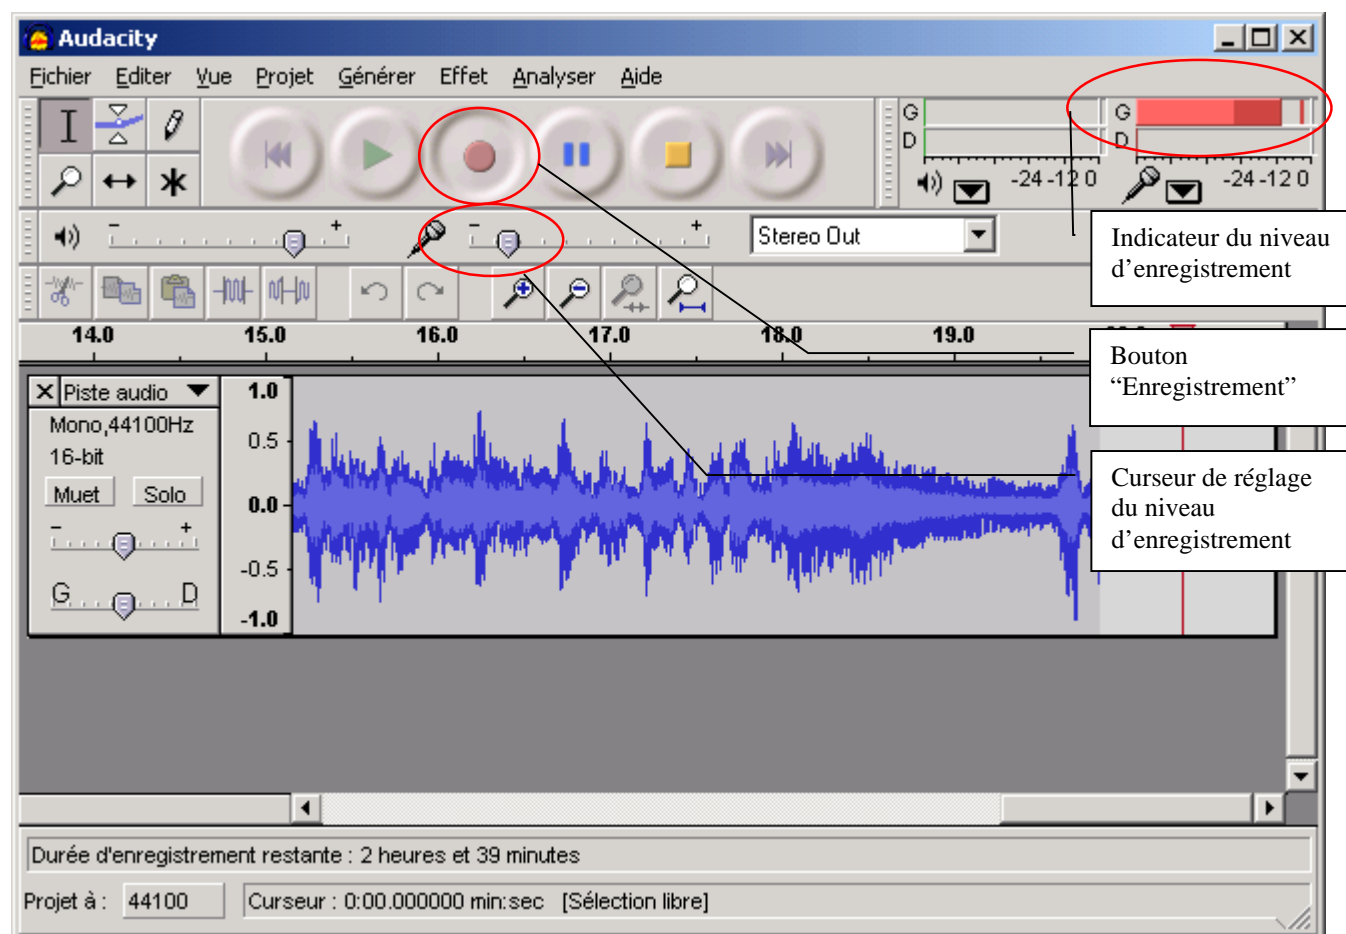 Audacity
Fichier Editer Vue Projet Générer Effet Analyser Aide
G G
D D
-24 -12 0 -24 -12 0
- + - + Stereo Out
Indicateur du niveau
d’enregistrement
14.0 15.0 16.0 17.0 18.0 19.0
Bouton
“Enregistrement”
Piste audio
Mono,44100Hz
16-bit
Muet Solo
- +
G D
1.0
0.5
0.0
-0.5
-1.0
Curseur de réglage
du niveau
d’enregistrement
Durée d'enregistrement restante : 2 heures et 39 minutes
Projet à : 44100 Curseur : 0:00.000000 min:sec [Sélection libre]